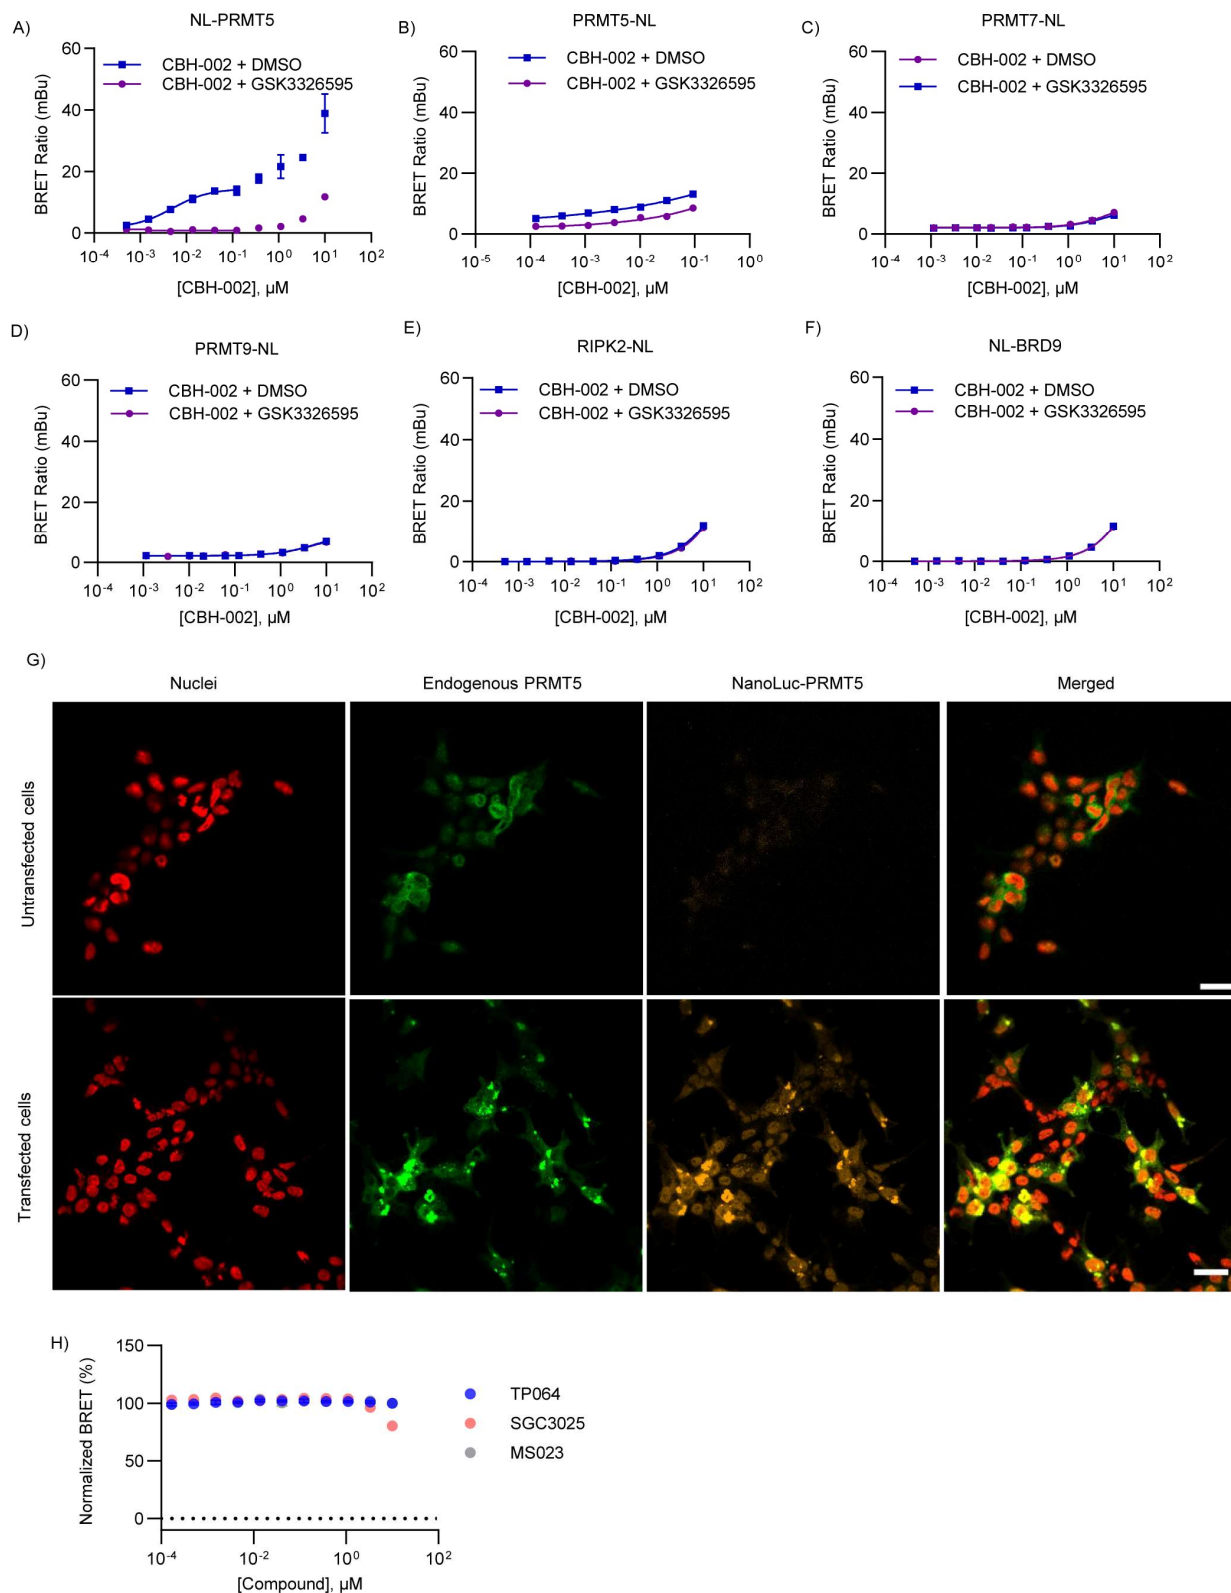 A)
NL-PRMT5
60
40
20
0
BRET Ratio (mBu)
CBH-002 + DMSO
CBH-002 + GSK3326595
10-4
10-3
10-2
10-1
100
101
102
[CBH-002], µM
B)
PRMT5-NL
60
40
20
0
BRET Ratio (mBu)
CBH-002 + DMSO
CBH-002 + GSK3326595
10-5
10-4
10-3
10-2
10-1
100
[CBH-002], µM
C)
PRMT7-NL
60
40
20
0
BRET Ratio (mBu)
CBH-002 + DMSO
CBH-002 + GSK3326595
10-4
10-3
10-2
10-1
100
101
102
[CBH-002], µM
D)
PRMT9-NL
60
40
20
0
BRET Ratio (mBu)
CBH-002 + DMSO
CBH-002 + GSK3326595
10-4
10-3
10-2
10-1
100
101
102
[CBH-002], µM
E)
RIPK2-NL
60
40
20
0
BRET Ratio (mBu)
CBH-002 + DMSO
CBH-002 + GSK3326595
10-4
10-3
10-2
10-1
100
101
102
[CBH-002], µM
F)
NL-BRD9
60
40
20
0
BRET Ratio (mBu)
CBH-002 + DMSO
CBH-002 + GSK3326595
10-4
10-3
10-2
10-1
100
101
102
[CBH-002], µM
G)
Nuclei
Endogenous PRMT5
NanoLuc-PRMT5
Merged
Untransfected cells
Transfected cells
H)
150
100
50
0
Normalized BRET (%)
TP064
SGC3025
MS023
10-4
10-2
100
102
[Compound], µM